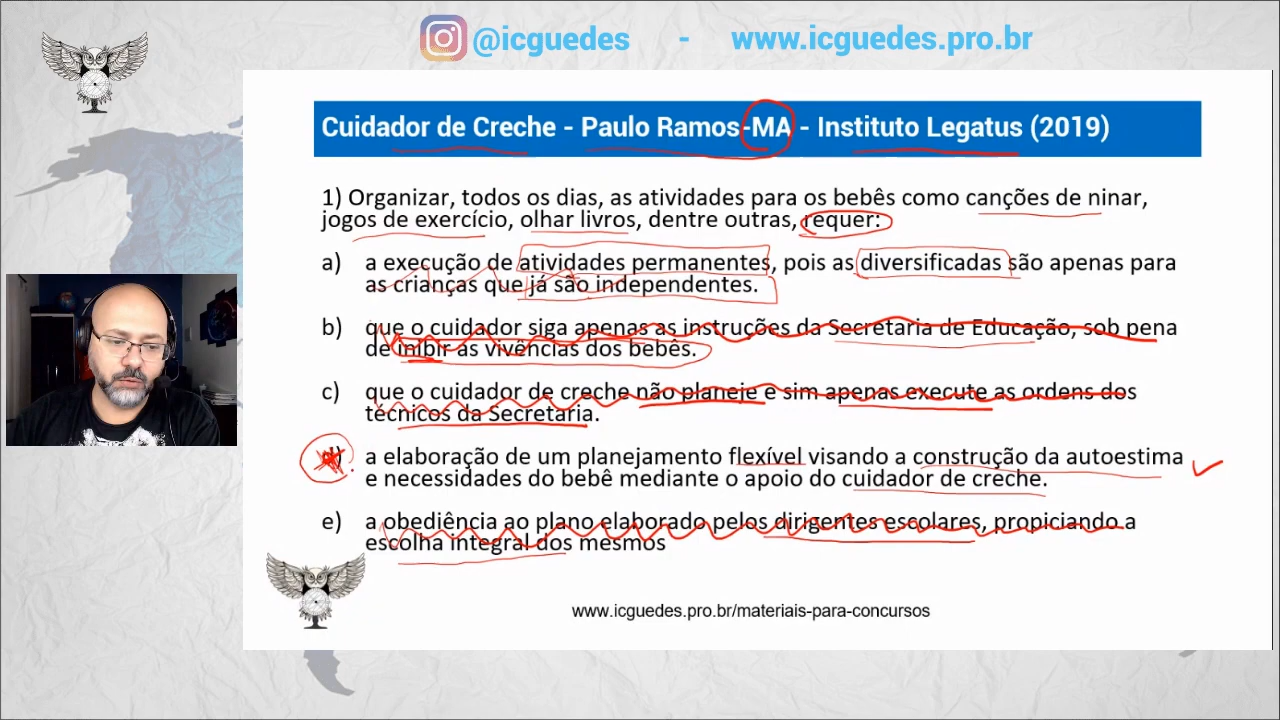 @icguedes - www.icguedes.pro.br
Cuidador de Creche - Paulo Ramos-MA - Instituto Legatus (2019)
1) Organizar, todos os dias, as atividades para os bebês como canções de ninar,
jogos de exercício, olhar livros, dentre outras, requer:
a) a execução de atividades permanentes, pois as diversificadas são apenas para
as crianças que já são independentes.
b) que o cuidador siga apenas as instruções da Secretaria de Educação, sob pena
de inibir as vivências dos bebês.
c) que o cuidador de creche não planeje e sim apenas execute as ordens dos
técnicos da Secretaria.
d) a elaboração de um planejamento flexível visando a construção da autoestima
e necessidades do bebê mediante o apoio do cuidador de creche.
e) a obediência ao plano elaborado pelos dirigentes escolares, propiciando a
escolha integral dos mesmos
www.icguedes.pro.br/materiais-para-concursos